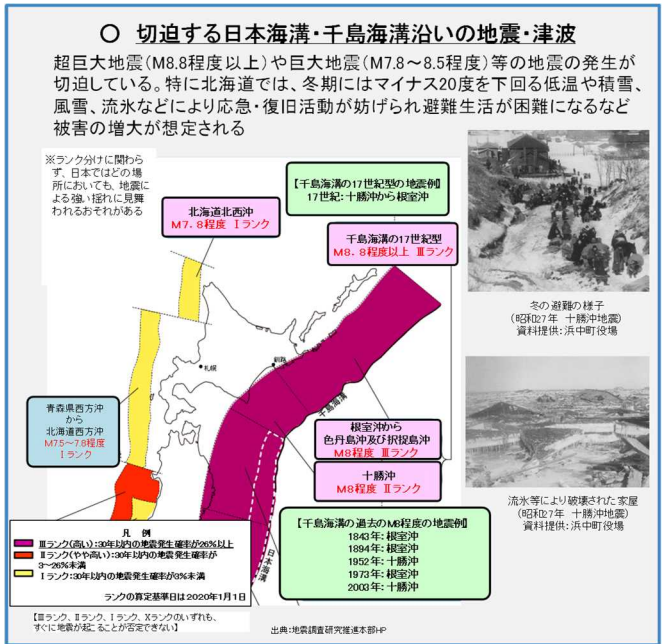 ○ 切迫する日本海溝・千島海溝沿いの地震・津波
超巨大地震(M8.8程度以上)や巨大地震(M7.8～8.5程度)等の地震の発生が
切迫している。特に北海道では、冬期にはマイナス20度を下回る低温や積雪、
風雪、流氷などにより応急・復旧活動が妨げられ避難生活が困難になるなど
被害の増大が想定される
※ランク分けに関わら
ず、日本ではどの場
所においても、地震に
よる強い揺れに見舞
われるおそれがある
【千島海溝の17世紀型の地震例】
17世紀:十勝沖から根室沖
北海道北西沖
M7.8程度 Ⅰランク
千島海溝の17世紀型
M8.8程度以上 Ⅲランク
冬の避難の様子
(昭和27年 十勝沖地震)
資料提供:浜中町役場
札幌
釧路
千島海溝
青森県西方沖
から
北海道西方沖
M7.5～7.8程度
Ⅰランク
根室沖から
色丹島沖及び択捉島沖
M8程度 Ⅲランク
十勝沖
M8程度 Ⅱランク
流氷等により破壊された家屋
(昭和27年 十勝沖地震)
資料提供:浜中町役場
【千島海溝の過去のM8程度の地震例】
1843年:根室沖
1894年:根室沖
1952年:十勝沖
1973年:根室沖
2003年:十勝沖
日本海溝
凡 例
Ⅲランク(高い):30年以内の地震発生確率が26%以上
Ⅱランク(やや高い):30年以内の地震発生確率が
3～26%未満
Ⅰランク:30年以内の地震発生確率が3%未満
ランクの算定基準日は2020年1月1日
【Ⅲランク、Ⅱランク、Ⅰランク、Xランクのいずれも、
すぐに地震が起こることが否定できない】
出典:地震調査研究推進本部HP